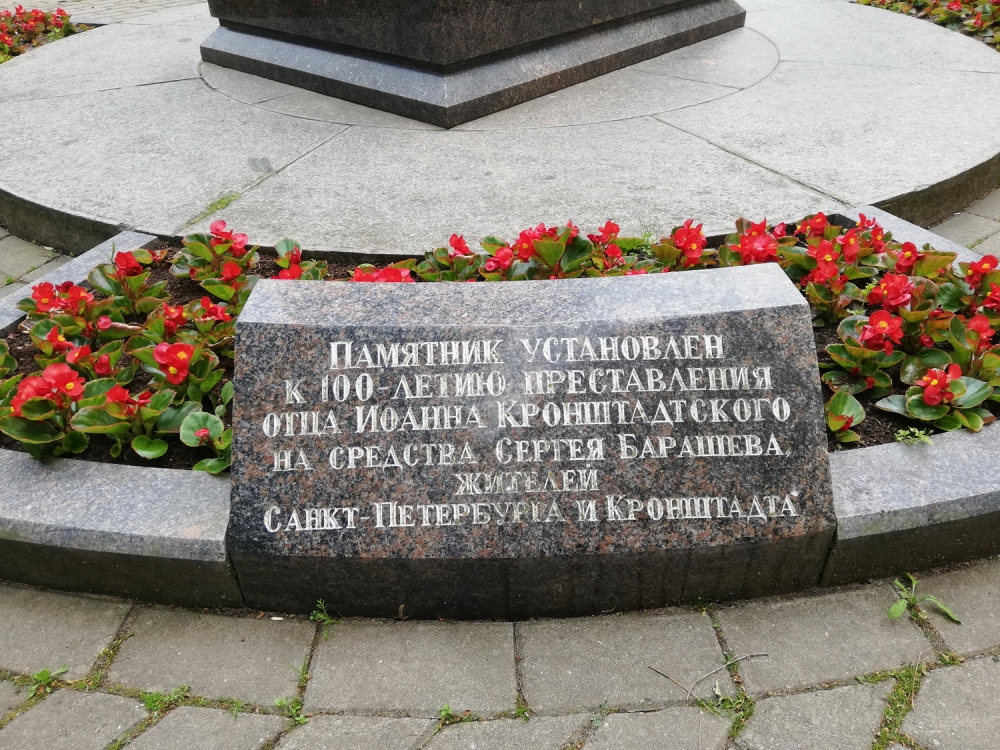 Памятник установлен
к 100-летию преставления
отца Иоанна Кронштадтского
на средства Сергея Барашева,
жителей
Санкт-Петербурга и Кронштадта